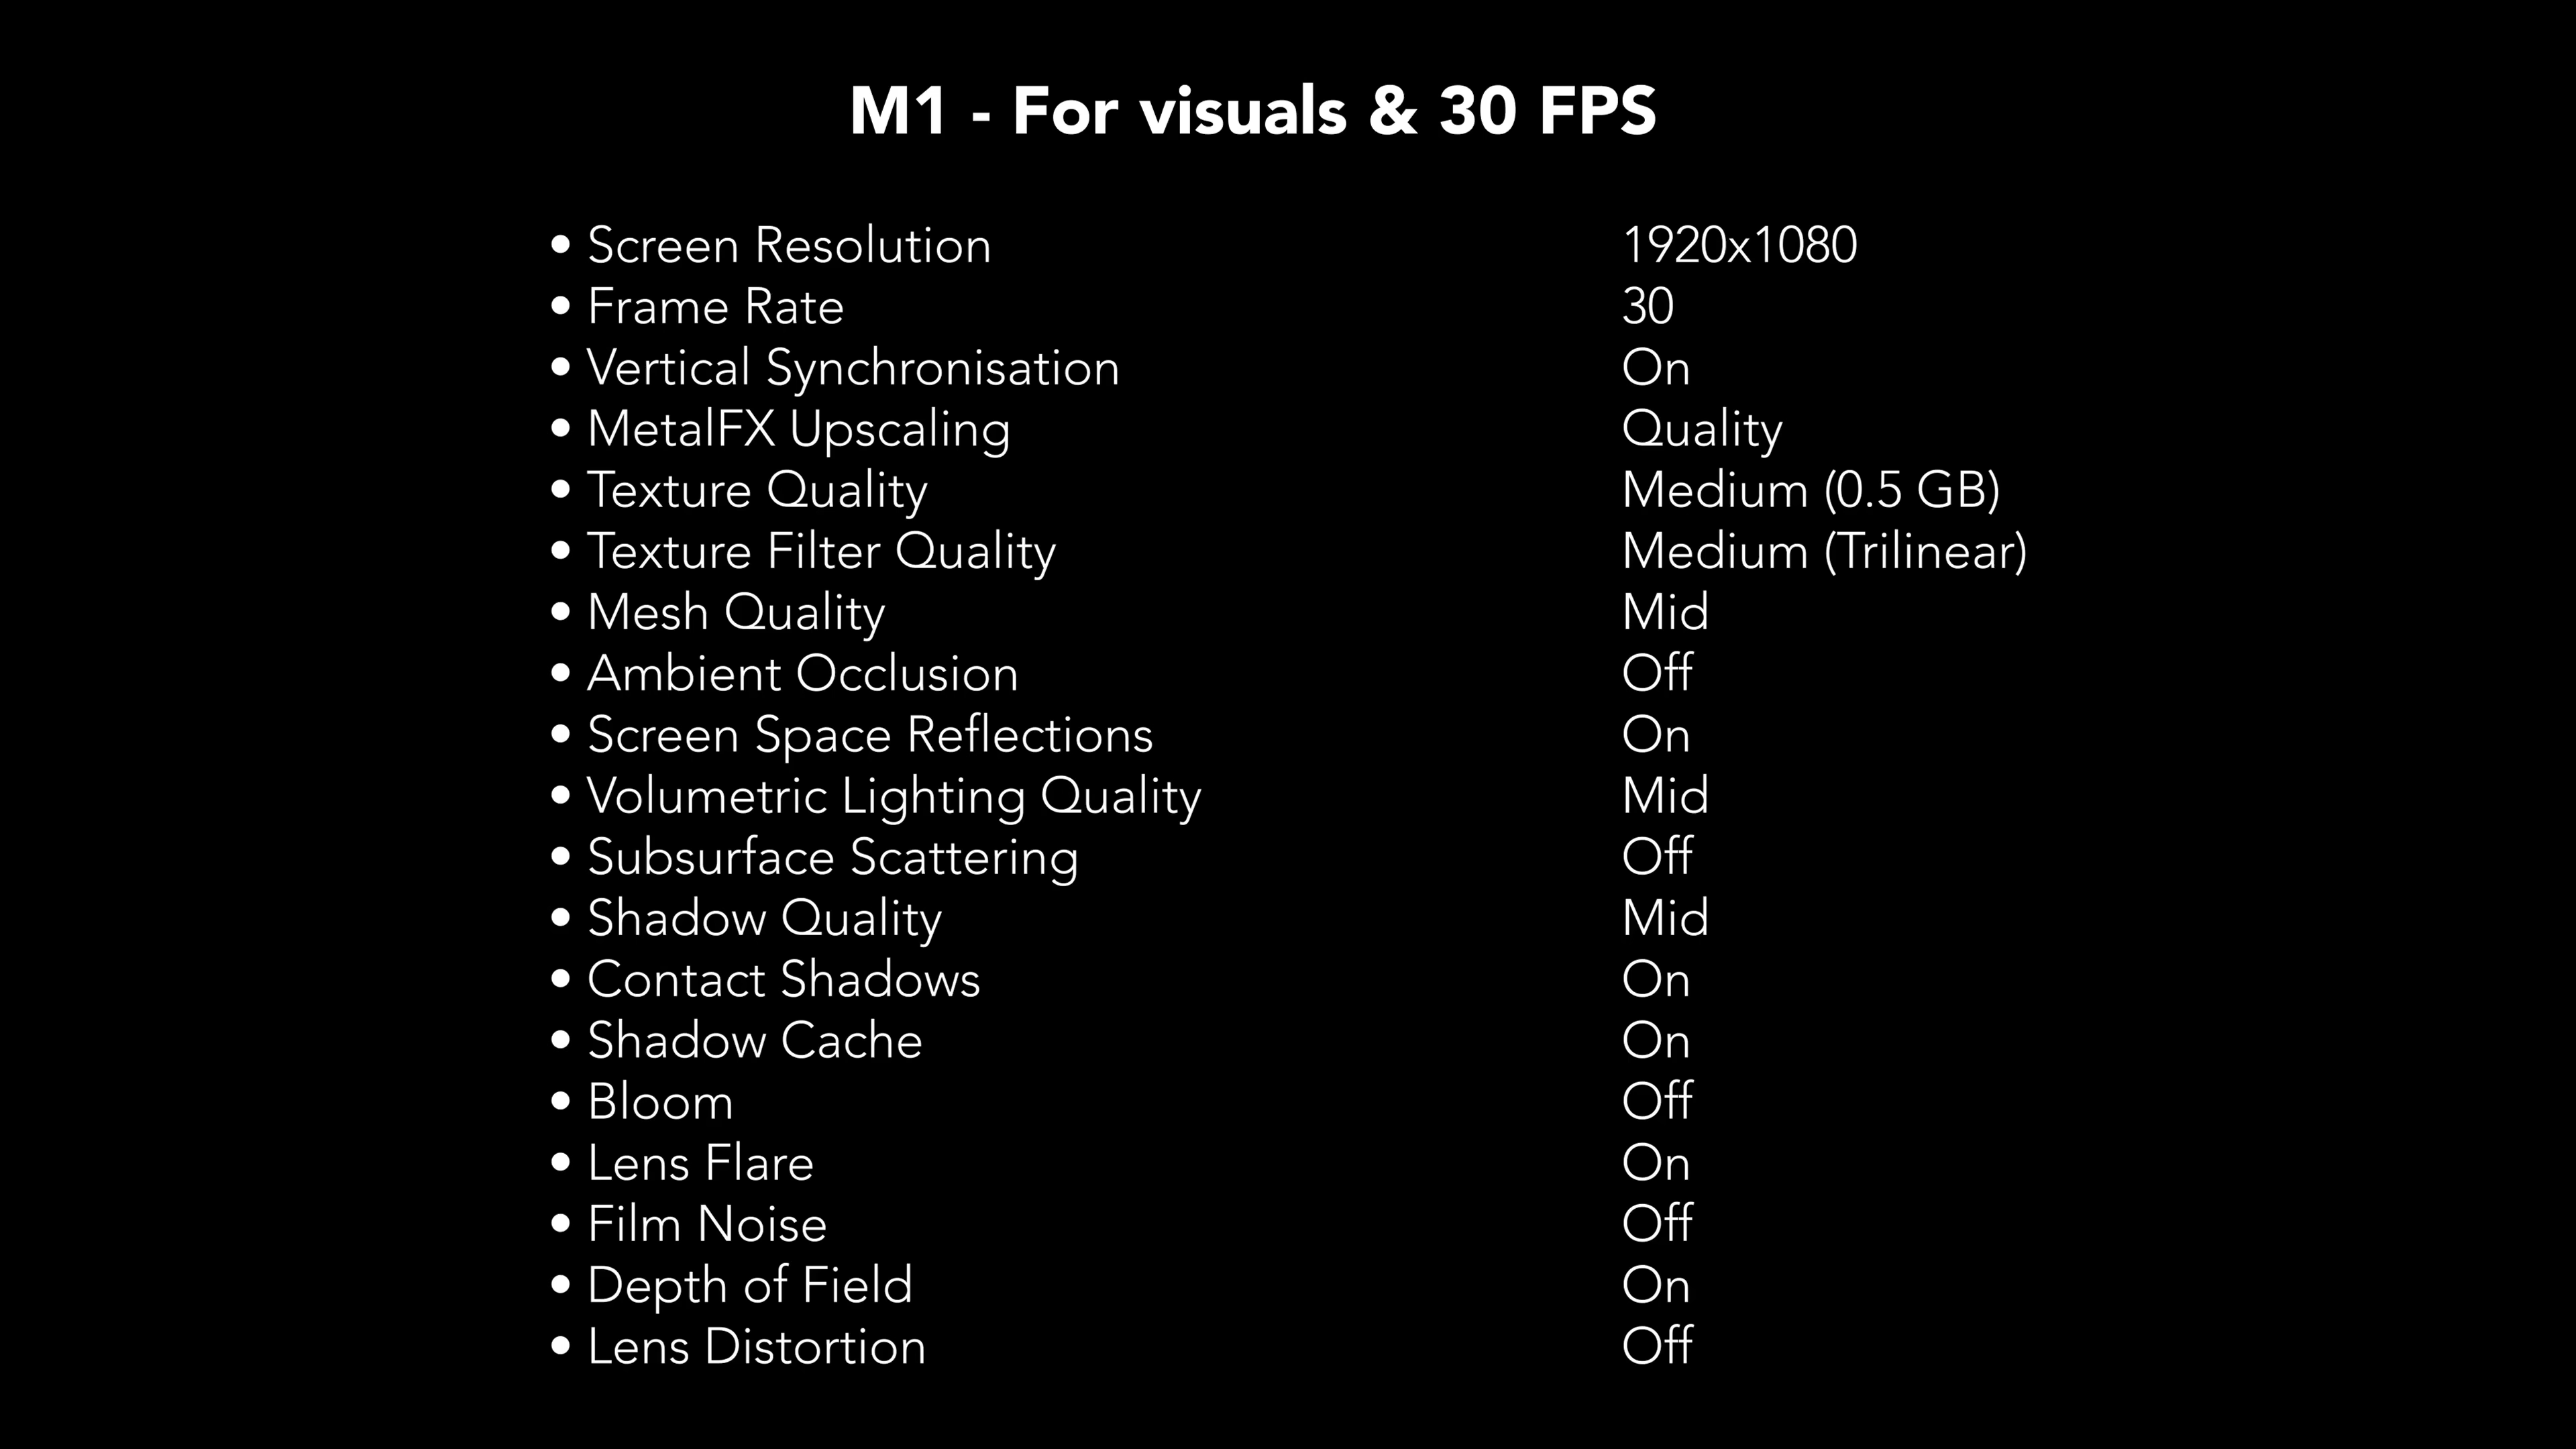 M1 - For visuals & 30 FPS
• Screen Resolution 1920x1080
• Frame Rate 30
• Vertical Synchronisation On
• MetalFX Upscaling Quality
• Texture Quality Medium (0.5 GB)
• Texture Filter Quality Medium (Trilinear)
• Mesh Quality Mid
• Ambient Occlusion Off
• Screen Space Reflections On
• Volumetric Lighting Quality Mid
• Subsurface Scattering Off
• Shadow Quality Mid
• Contact Shadows On
• Shadow Cache On
• Bloom Off
• Lens Flare On
• Film Noise Off
• Depth of Field On
• Lens Distortion Off